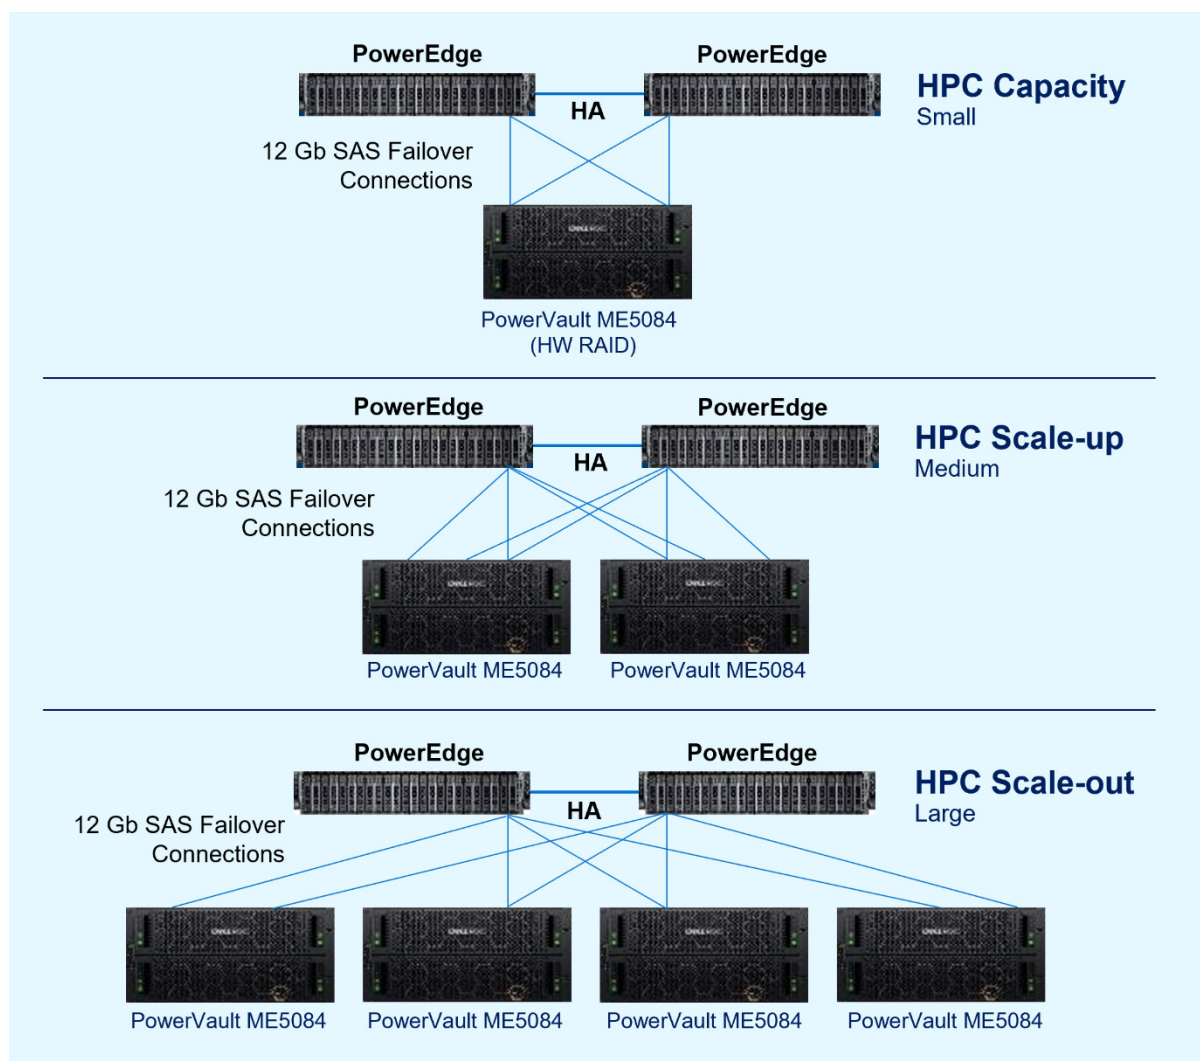 PowerEdge
PowerEdge
HPC Capacity
Small
HA
12 Gb SAS Failover
Connections
PowerVault ME5084
(HW RAID)
PowerEdge
PowerEdge
HPC Scale-up
Medium
HA
12 Gb SAS Failover
Connections
PowerVault ME5084
PowerVault ME5084
PowerEdge
PowerEdge
HPC Scale-out
Large
HA
12 Gb SAS Failover
Connections
PowerVault ME5084
PowerVault ME5084
PowerVault ME5084
PowerVault ME5084